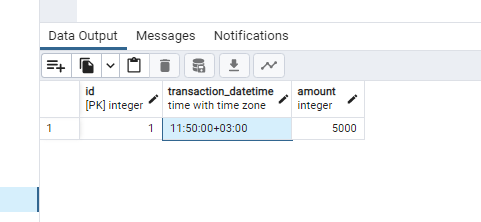 Data Output Messages Notifications
id transaction_datetime amount
[PK] integer time with time zone integer
1 1 11:50:00+03:00 5000